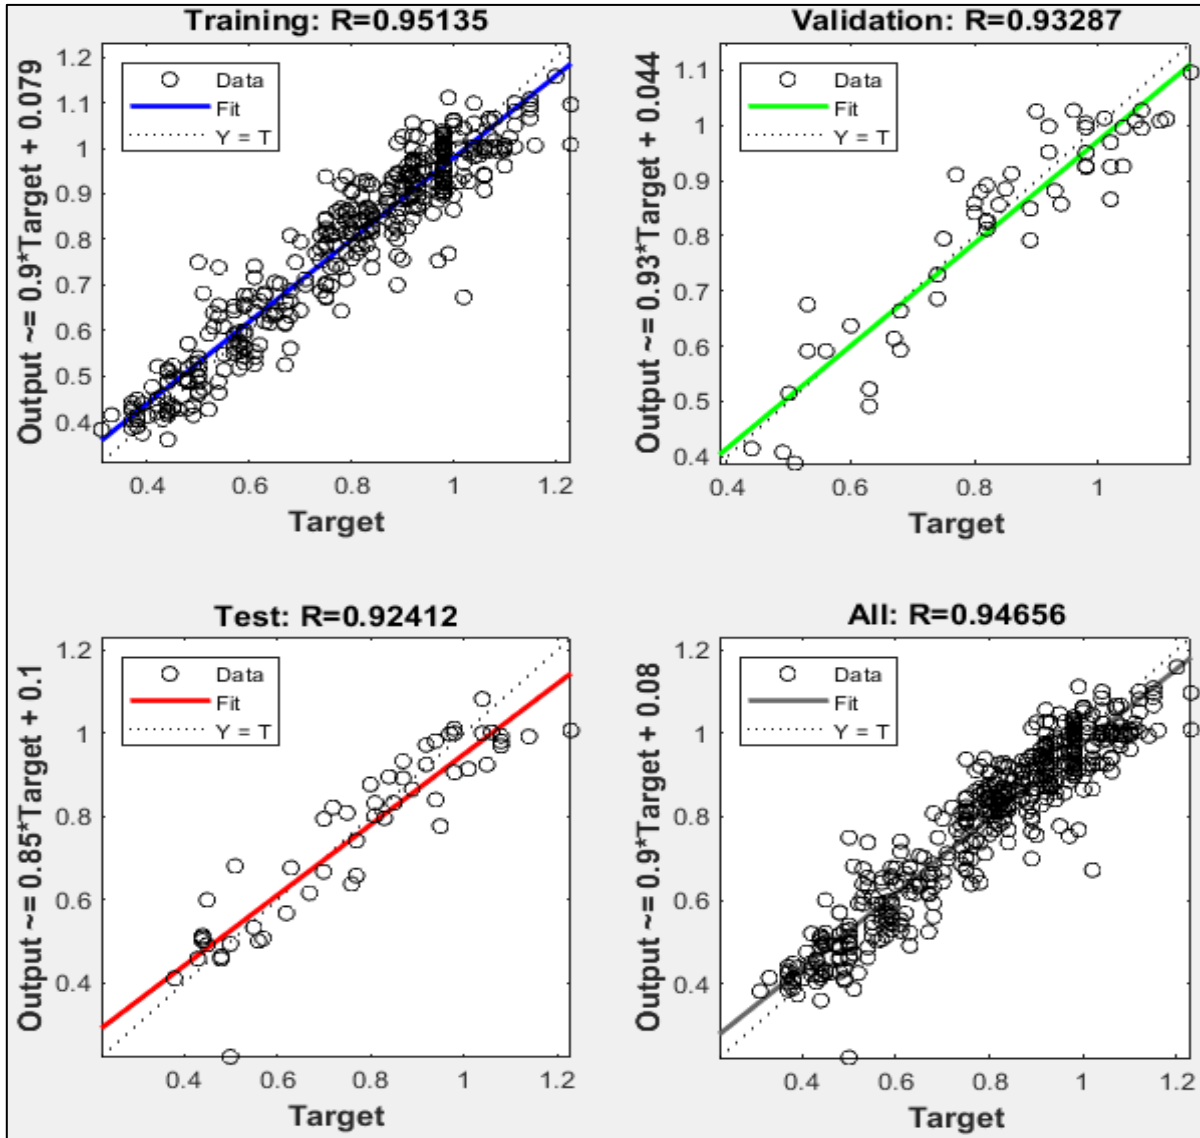 Training: R=0.95135
Output ~= 0.9*Target + 0.079
1.2
1.1
1
0.9
0.8
0.7
0.6
0.5
0.4
Data
Fit
Y = T
0.4 0.6 0.8 1 1.2
Target
Validation: R=0.93287
Output ~= 0.93*Target + 0.044
1.1
1
0.9
0.8
0.7
0.6
0.5
0.4
Data
Fit
Y = T
0.4 0.6 0.8 1
Target
Test: R=0.92412
Output ~= 0.85*Target + 0.1
1.2
1
0.8
0.6
0.4
Data
Fit
Y = T
0.4 0.6 0.8 1 1.2
Target
All: R=0.94656
Output ~= 0.9*Target + 0.08
1.2
1
0.8
0.6
0.4
Data
Fit
Y = T
0.4 0.6 0.8 1 1.2
Target